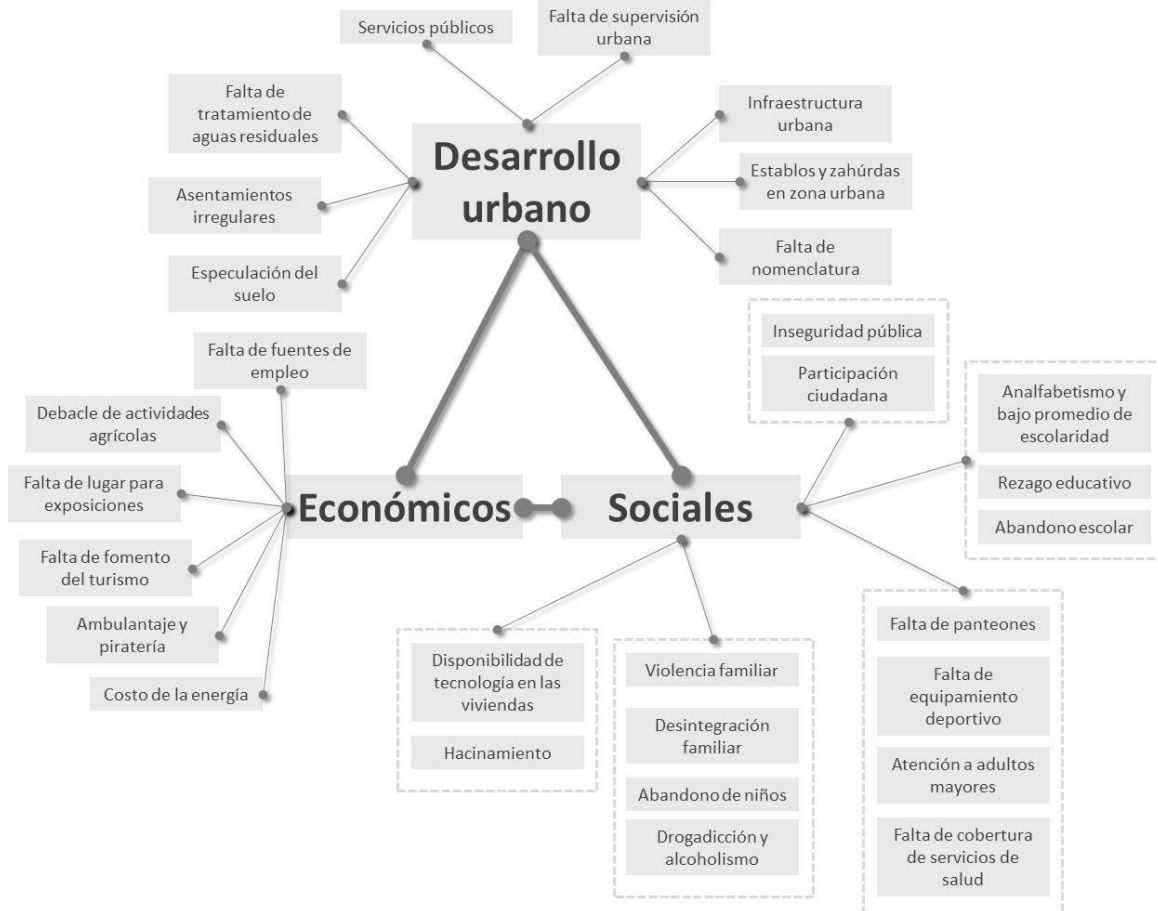 Servicios públicos
Falta de supervisión
urbana
Falta de
tratamiento de
aguas residuales
Asentamientos
irregulares
Especulación del
suelo
Desarrollo
urbano
Infraestructura
urbana
Establos y zahúrdas
en zona urbana
Falta de
nomenclatura
Falta de fuentes de
empleo
Debacle de actividades
agrícolas
Falta de lugar para
exposiciones
Falta de fomento
del turismo
Ambulantaje y
piratería
Costo de la energía
Económicos
Sociales
Inseguridad pública
Participación
ciudadana
Analfabetismo y
bajo promedio de
escolaridad
Rezago educativo
Abandono escolar
Disponibilidad de
tecnología en las
viviendas
Hacinamiento
Violencia familiar
Desintegración
familiar
Abandono de niños
Drogadicción y
alcoholismo
Falta de panteones
Falta de
equipamiento
deportivo
Atención a adultos
mayores
Falta de cobertura
de servicios de
salud